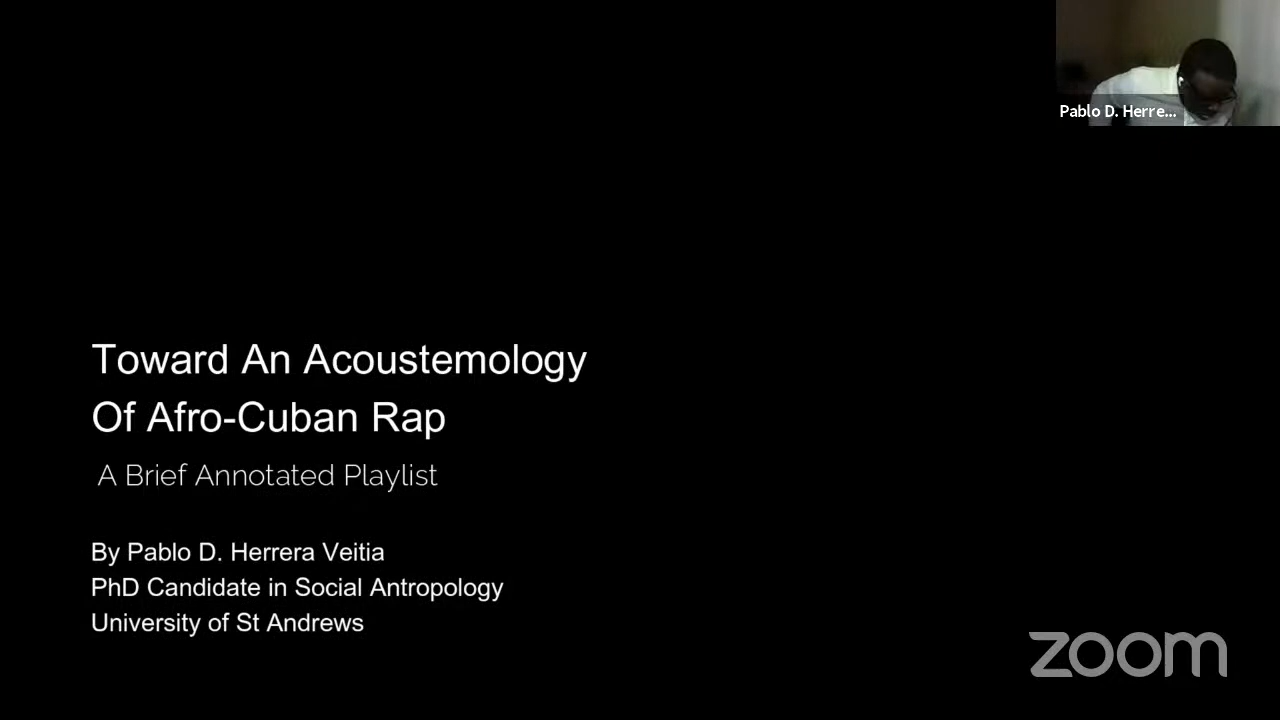 Pablo D. Herre...
Toward An Acoustemology
Of Afro-Cuban Rap
A Brief Annotated Playlist
By Pablo D. Herrera Veitia
PhD Candidate in Social Antropology
University of St Andrews
zoom